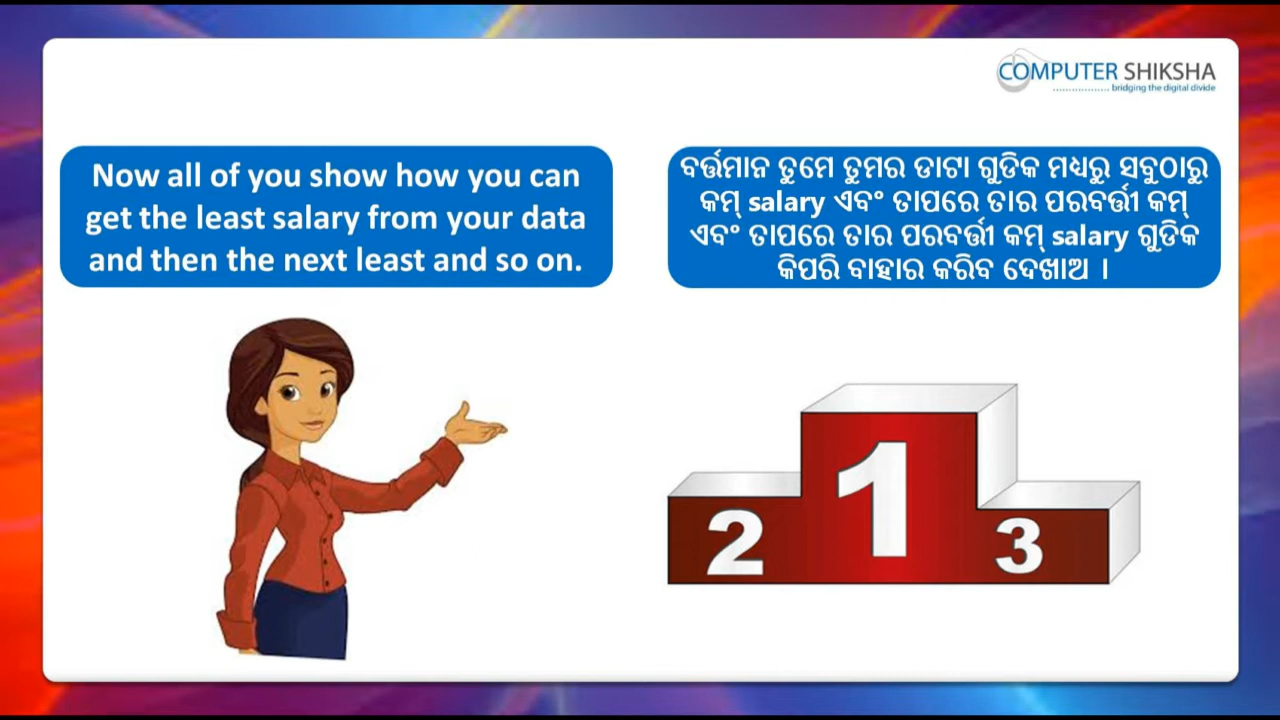 COMPUTER SHIKSHA
bridging the digital divide
Now all of you show how you can
get the least salary from your data
and then the next least and so on.
ବର୍ତ୍ତମାନ ତୁମେ ତୁମର ଡାଟା ଗୁଡିକ ମଧ୍ୟରୁ ସବୁଠାରୁ
କମ୍ salary ଏବଂ ତାପରେ ତାର ପରବର୍ତ୍ତୀ କମ୍
ଏବଂ ତାପରେ ତାର ପରବର୍ତ୍ତୀ କମ୍ salary ଗୁଡିକ
କିପରି ବାହାର କରିବ ଦେଖାଅ ।
1
2
3